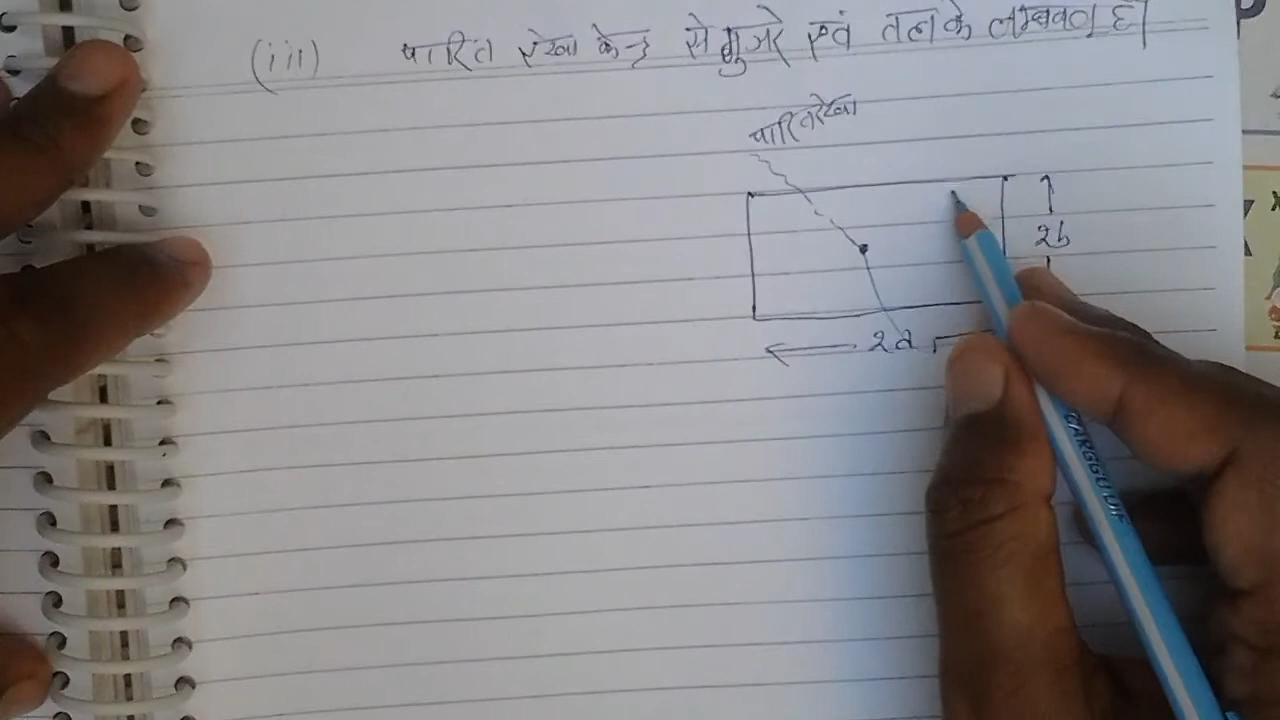 (iii) पारित रेखा केन्द्र से गुजरे एवं तल के लम्बवत् है।
पारित रेखा
2b
2a